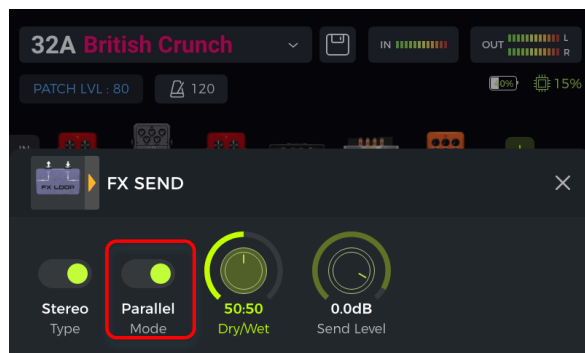 32A British Crunch
IN
OUT
L
R
PATCH LVL : 80
120
0%
15%
IN
FX LOOP
FX SEND
Stereo
Type
Parallel
Mode
50:50
Dry/Wet
0.0dB
Send Level